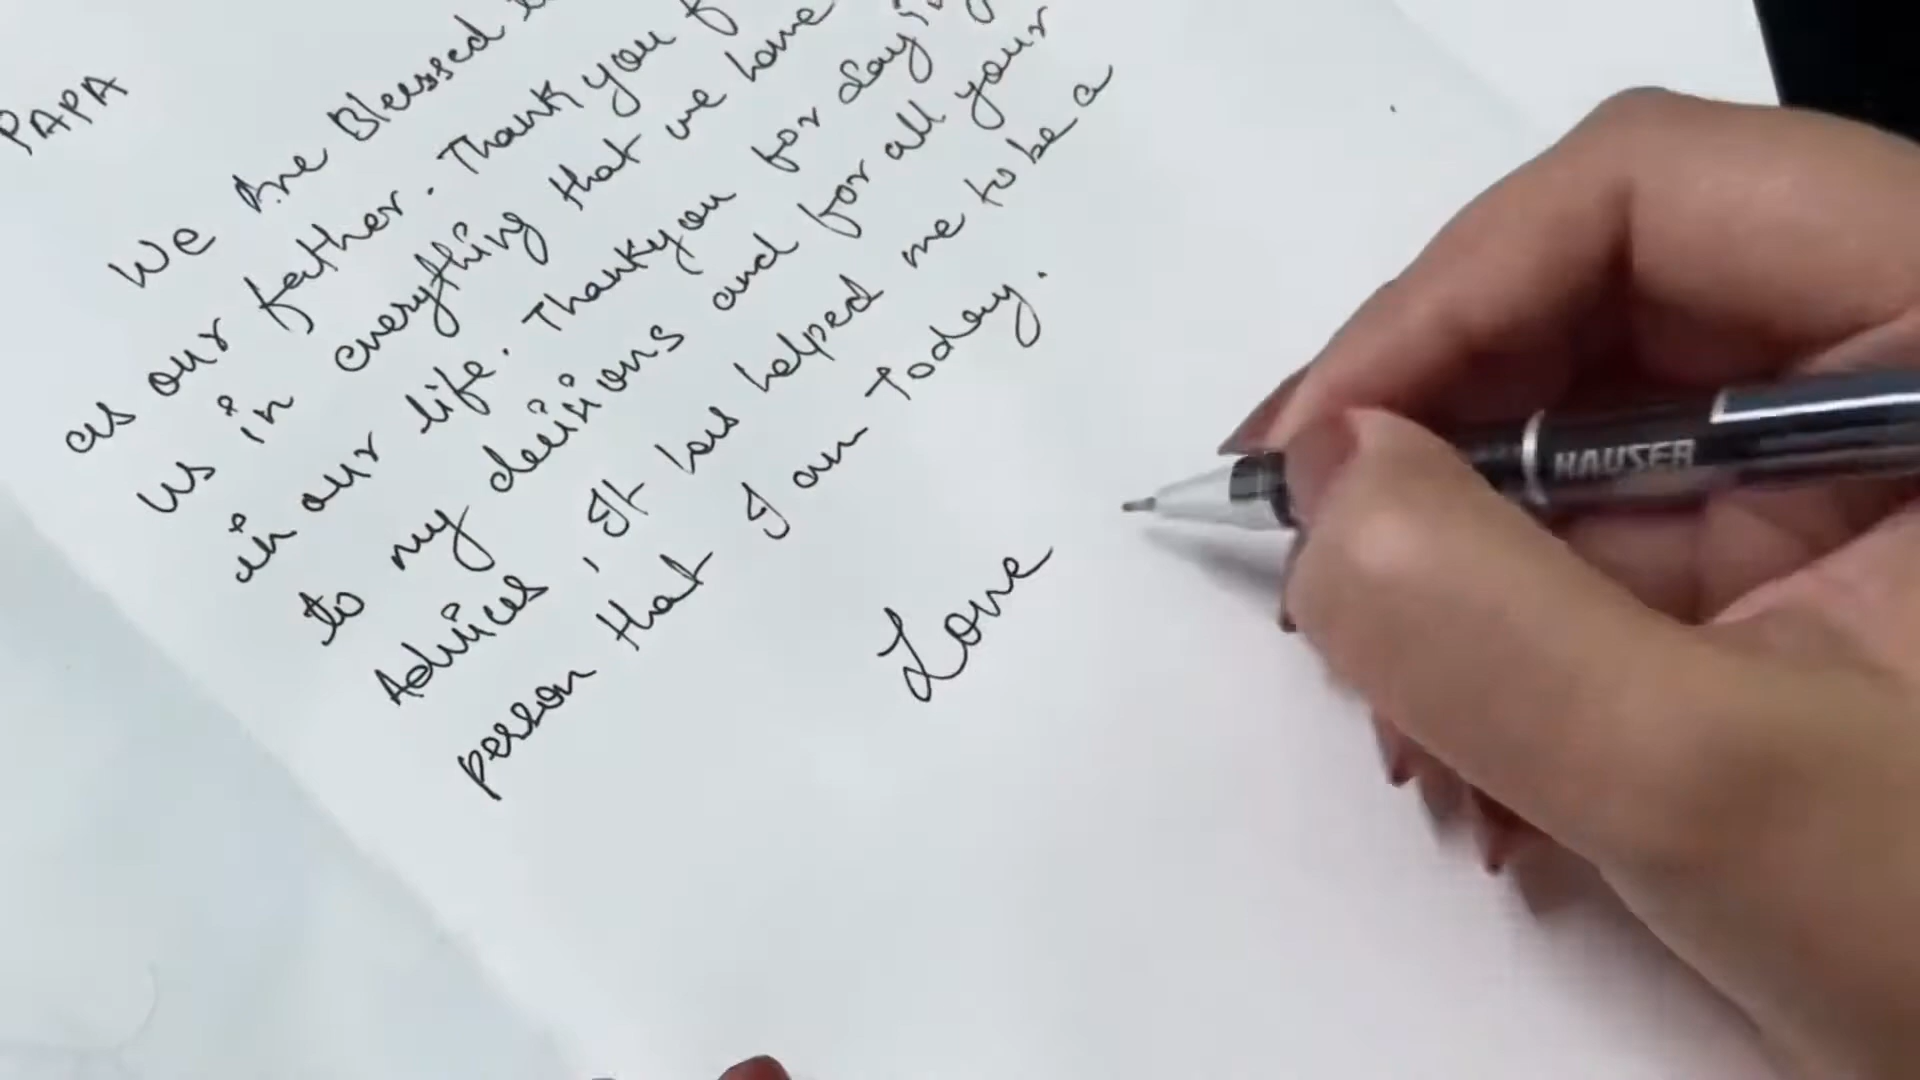 PAPA
We Are Blessed
as our father. Thank you
us in everything that we have
in our life. Thankyou for
to my decisions and for all your
Advices, It has helped me to be a
person that I am Today.
Love
HAUSER